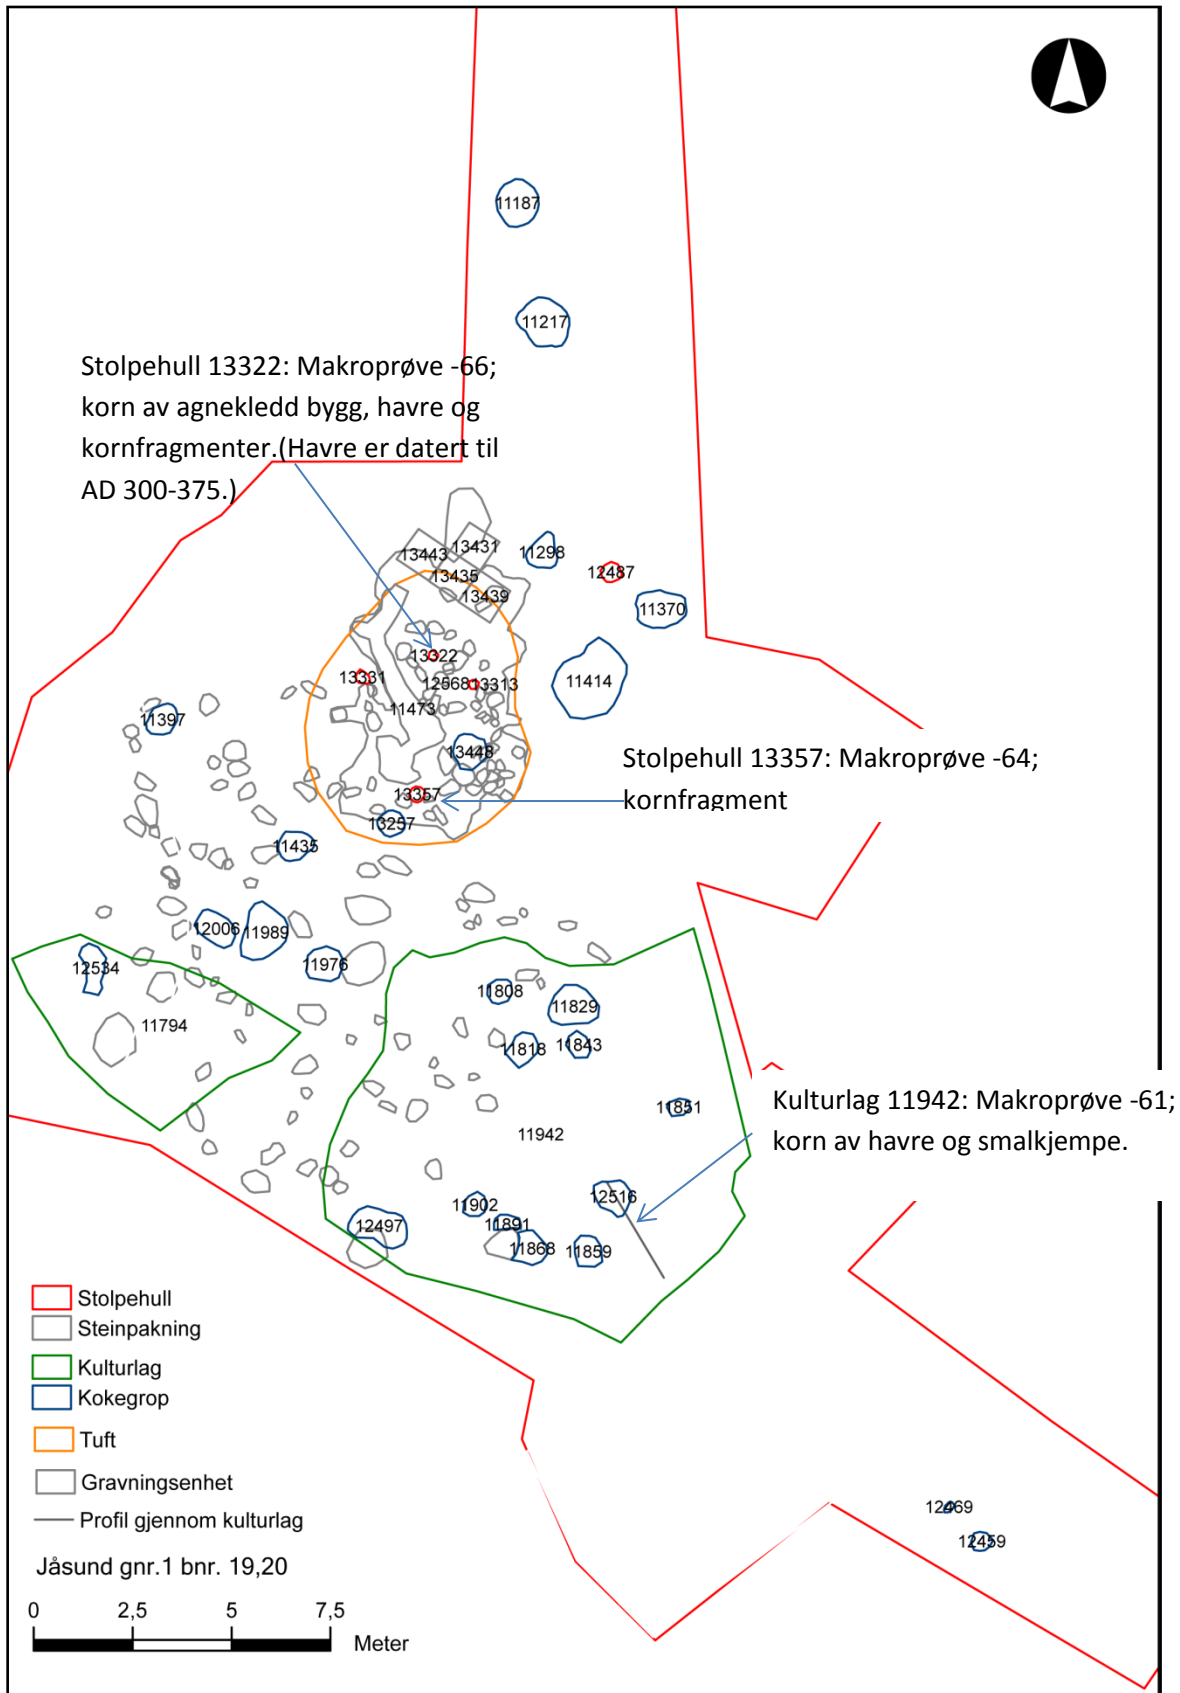 11187
11217
Stolpehull 13322: Makroprøve -66;
korn av agnekledd bygg, havre og
kornfragmenter.(Havre er datert til
AD 300-375.)
13431
13443
11298
13435
12487
13439
11370
13322
13331
12568
13313
11414
11473
11397
13448
Stolpehull 13357: Makroprøve -64;
kornfragment
13357
13257
11435
12006
11989
11976
12534
11808
11829
11794
11818
11843
11851
Kulturlag 11942: Makroprøve -61;
korn av havre og smalkjempe.
11942
12516
11902
12497
11891
11868
11859
Stolpehull
Steinpakning
Kulturlag
Kokegrop
Tuft
Gravningsenhet
Profil gjennom kulturlag
12469
12459
Jåsund gnr.1 bnr. 19,20
0 2,5 5 7,5
Meter